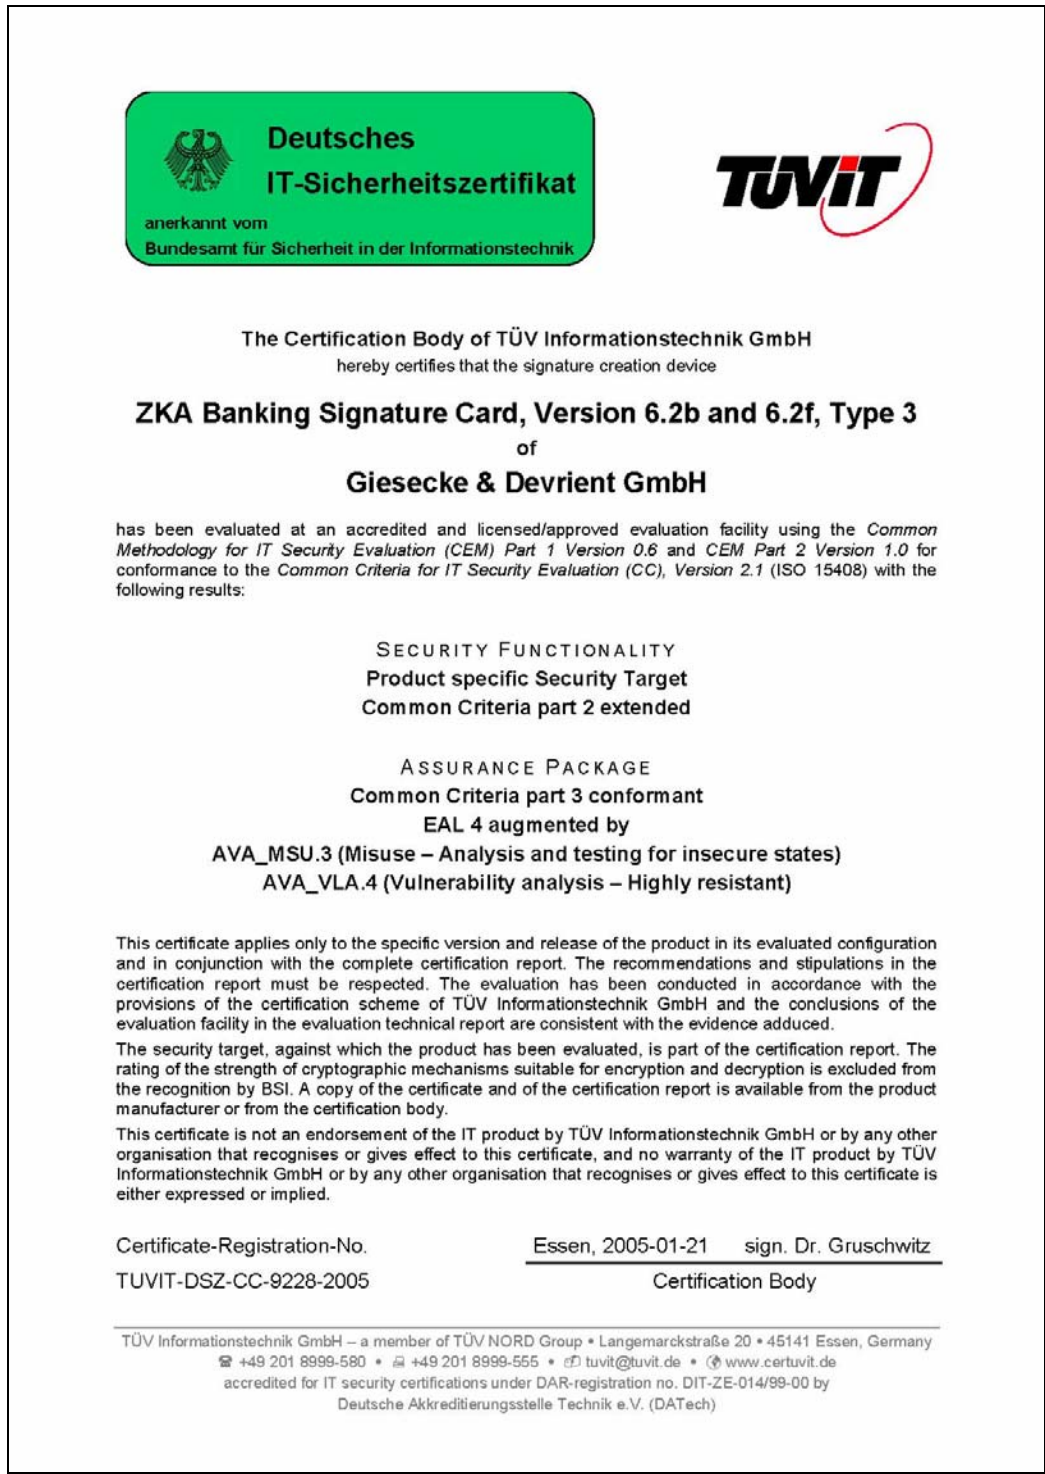 Deutsches
IT-Sicherheitszertifikat
anerkannt vom
Bundesamt für Sicherheit in der Informationstechnik
TÜViT
The Certification Body of TÜV Informationstechnik GmbH
hereby certifies that the signature creation device
ZKA Banking Signature Card, Version 6.2b and 6.2f, Type 3
of
Giesecke & Devrient GmbH
has been evaluated at an accredited and licensed/approved evaluation facility using the Common
Methodology for IT Security Evaluation (CEM) Part 1 Version 0.6 and CEM Part 2 Version 1.0 for
conformance to the Common Criteria for IT Security Evaluation (CC), Version 2.1 (ISO 15408) with the
following results:
SECURITY FUNCTIONALITY
Product specific Security Target
Common Criteria part 2 extended
ASSURANCE PACKAGE
Common Criteria part 3 conformant
EAL 4 augmented by
AVA_MSU.3 (Misuse – Analysis and testing for insecure states)
AVA_VLA.4 (Vulnerability analysis – Highly resistant)
This certificate applies only to the specific version and release of the product in its evaluated configuration
and in conjunction with the complete certification report. The recommendations and stipulations in the
certification report must be respected. The evaluation has been conducted in accordance with the
provisions of the certification scheme of TÜV Informationstechnik GmbH and the conclusions of the
evaluation facility in the evaluation technical report are consistent with the evidence adduced.
The security target, against which the product has been evaluated, is part of the certification report. The
rating of the strength of cryptographic mechanisms suitable for encryption and decryption is excluded from
the recognition by BSI. A copy of the certificate and of the certification report is available from the product
manufacturer or from the certification body.
This certificate is not an endorsement of the IT product by TÜV Informationstechnik GmbH or by any other
organisation that recognises or gives effect to this certificate, and no warranty of the IT product by TÜV
Informationstechnik GmbH or by any other organisation that recognises or gives effect to this certificate is
either expressed or implied.
Certificate-Registration-No.
TUVIT-DSZ-CC-9228-2005
Essen, 2005-01-21 sign. Dr. Gruschwitz
Certification Body
TÜV Informationstechnik GmbH – a member of TÜV NORD Group • Langemarckstraße 20 • 45141 Essen, Germany
☎ +49 201 8999-580 • +49 201 8999-555 • tuvit@tuvit.de • www.certuvit.de
accredited for IT security certifications under DAR-registration no. DIT-ZE-014/99-00 by
Deutsche Akkreditierungsstelle Technik e.V. (DATech)